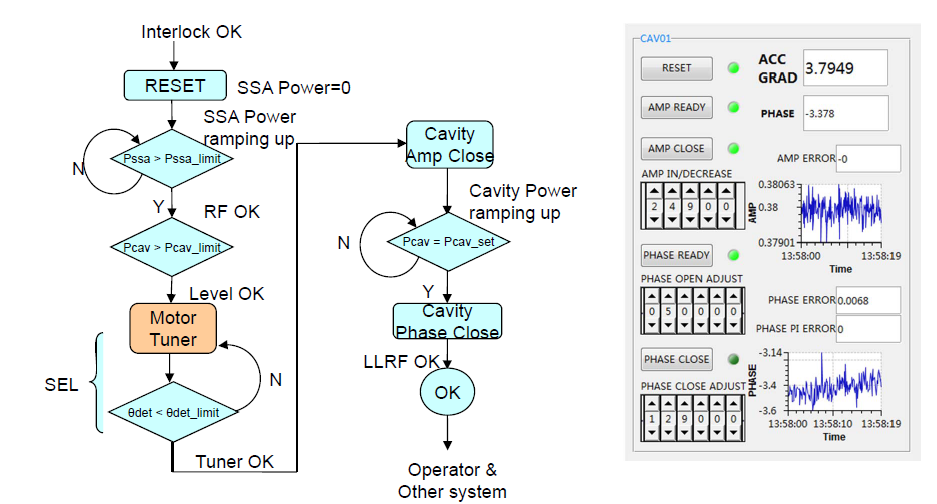 Interlock OK
RESET
SSA Power=0
SSA Power
ramping up
Pssa > Pssa_limit
N
Y
RF OK
Pcav > Pcav_limit
Level OK
Motor
Tuner
SEL
N
θdet < θdet_limit
Tuner OK
Cavity
Amp Close
Cavity Power
ramping up
N
Pcav = Pcav_set
Y
Cavity
Phase Close
LLRF OK
OK
Operator &
Other system
CAV01
RESET
ACC
GRAD
3.7949
AMP READY
PHASE
-3.378
AMP CLOSE
AMP ERROR
-0
AMP IN/DECREASE
2 4 9 0 0
AMP
0.38063
0.38
0.37901
13:58:00
13:58:19
Time
PHASE READY
PHASE OPEN ADJUST
0 5 0 0 0 0
PHASE ERROR
0.0068
PHASE PI ERROR
0
PHASE CLOSE
PHASE CLOSE ADJUST
1 2 9 0 0 0
PHASE
-3.14
-3.4
-3.6
13:58:00
13:58:10
13:58:19
Time